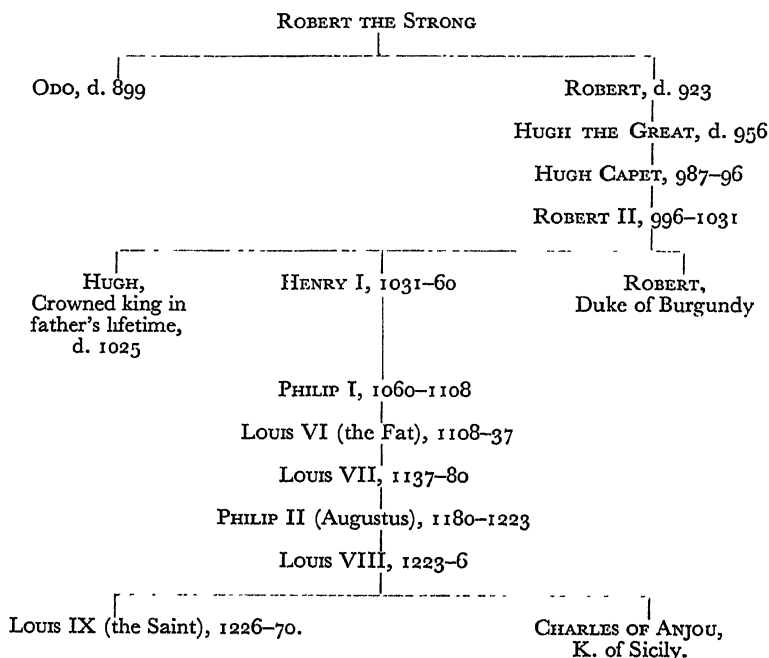 ROBERT THE STRONG
ODO, d. 899
ROBERT, d. 923
HUGH THE GREAT, d. 956
HUGH CAPET, 987–96
ROBERT II, 996–1031
HUGH,
Crowned king in
father's lifetime,
d. 1025
HENRY I, 1031–60
ROBERT,
Duke of Burgundy
PHILIP I, 1060–1108
LOUIS VI (the Fat), 1108–37
LOUIS VII, 1137–80
PHILIP II (Augustus), 1180–1223
LOUIS VIII, 1223–6
LOUIS IX (the Saint), 1226–70.
CHARLES OF ANJOU,
K. of Sicily.